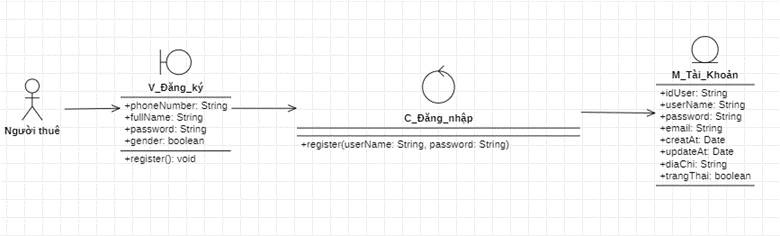 Người thuê
V_Đăng_ký
+phoneNumber: String
+fullName: String
+password: String
+gender: boolean
+register(): void
C_Đăng_nhập
+register(userName: String, password: String)
M_Tài_Khoản
+idUser: String
+userName: String
+password: String
+email: String
+creatAt: Date
+updateAt: Date
+diaChi: String
+trangThai: boolean